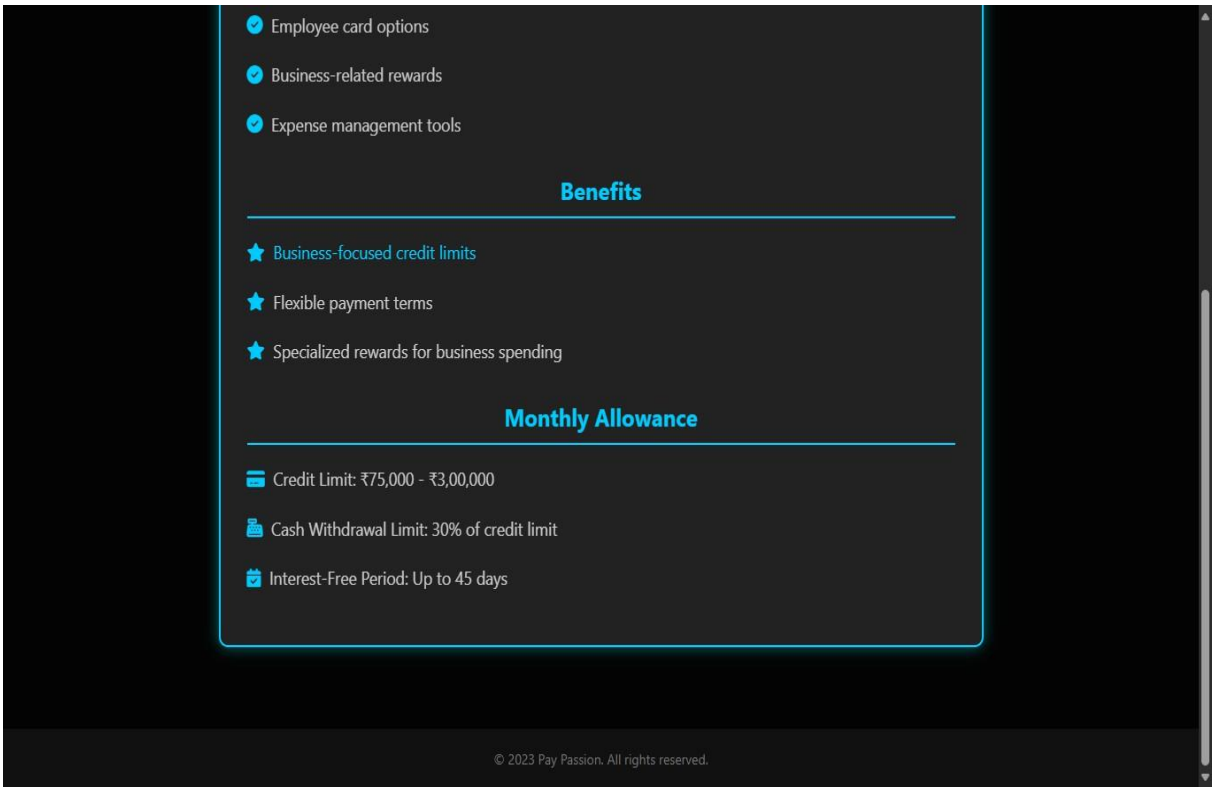 Employee card options
Business-related rewards
Expense management tools
Benefits
Business-focused credit limits
Flexible payment terms
Specialized rewards for business spending
Monthly Allowance
Credit Limit: ₹75,000 - ₹3,00,000
Cash Withdrawal Limit: 30% of credit limit
Interest-Free Period: Up to 45 days
© 2023 Pay Passion. All rights reserved.